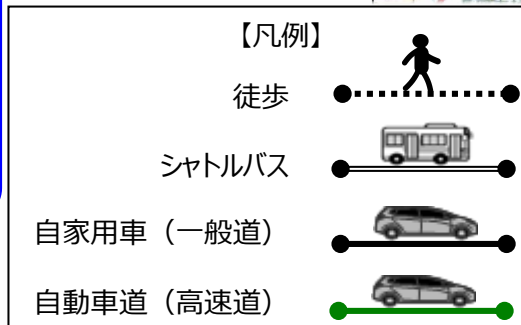 【凡例】
徒歩
シャトルバス
自家用車（一般道）
自動車道（高速道）